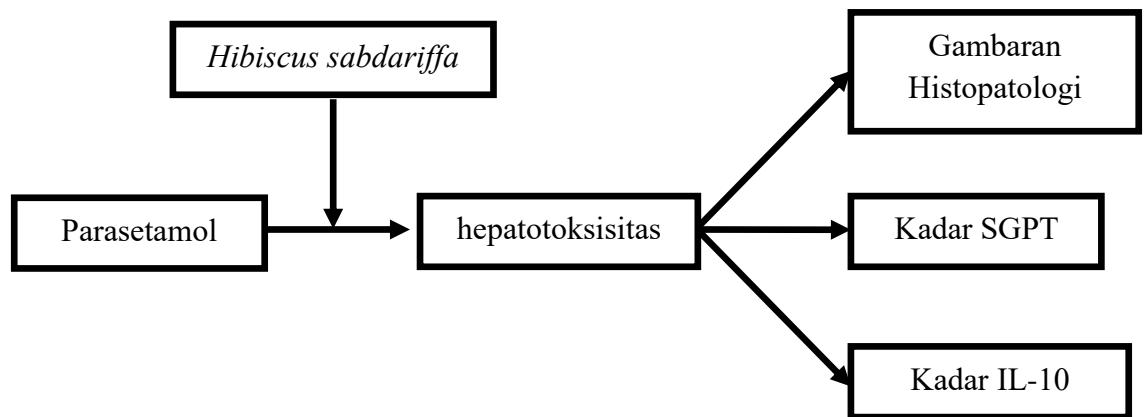 Hibiscus sabdariffa
Gambaran
Histopatologi
Parasetamol
hepatotoksisitas
Kadar SGPT
Kadar IL-10